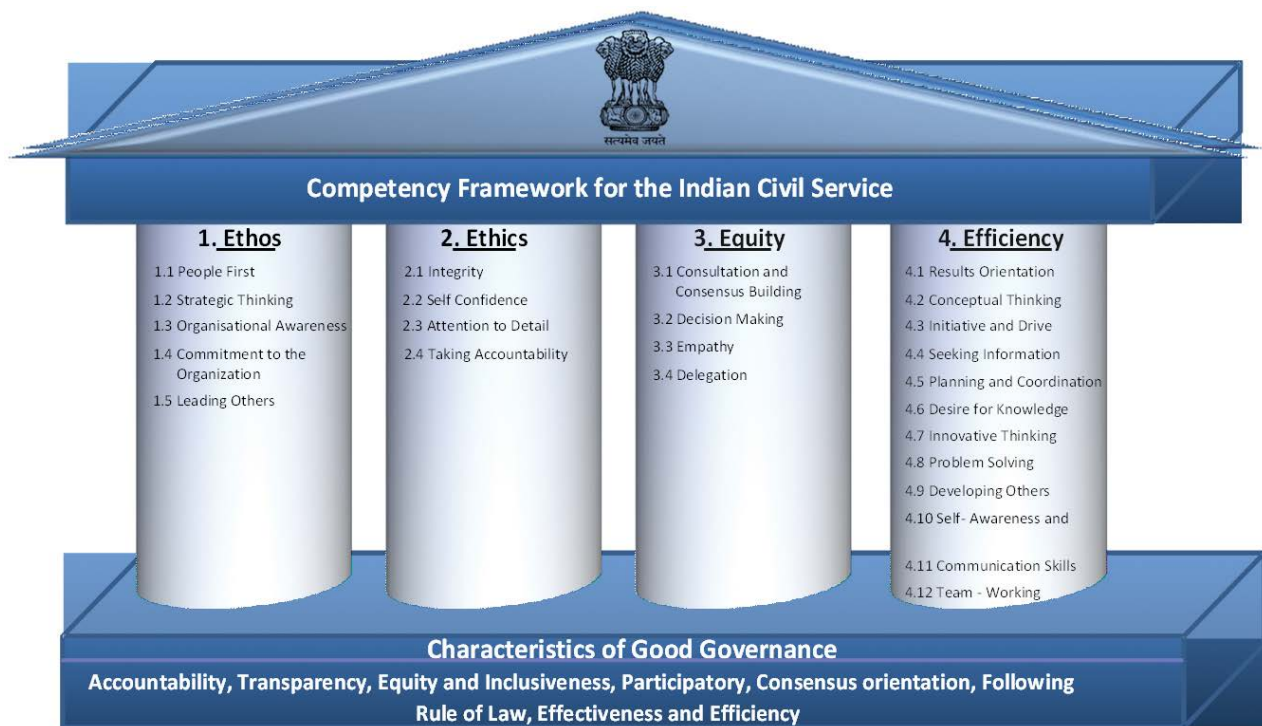 सत्यमेव जयते
Competency Framework for the Indian Civil Service
1. Ethos
1.1 People First
1.2 Strategic Thinking
1.3 Organisational Awareness
1.4 Commitment to the
Organization
1.5 Leading Others
2. Ethics
2.1 Integrity
2.2 Self Confidence
2.3 Attention to Detail
2.4 Taking Accountability
3. Equity
3.1 Consultation and
Consensus Building
3.2 Decision Making
3.3 Empathy
3.4 Delegation
4. Efficiency
4.1 Results Orientation
4.2 Conceptual Thinking
4.3 Initiative and Drive
4.4 Seeking Information
4.5 Planning and Coordination
4.6 Desire for Knowledge
4.7 Innovative Thinking
4.8 Problem Solving
4.9 Developing Others
4.10 Self- Awareness and
4.11 Communication Skills
4.12 Team - Working
Characteristics of Good Governance
Accountability, Transparency, Equity and Inclusiveness, Participatory, Consensus orientation, Following
Rule of Law, Effectiveness and Efficiency